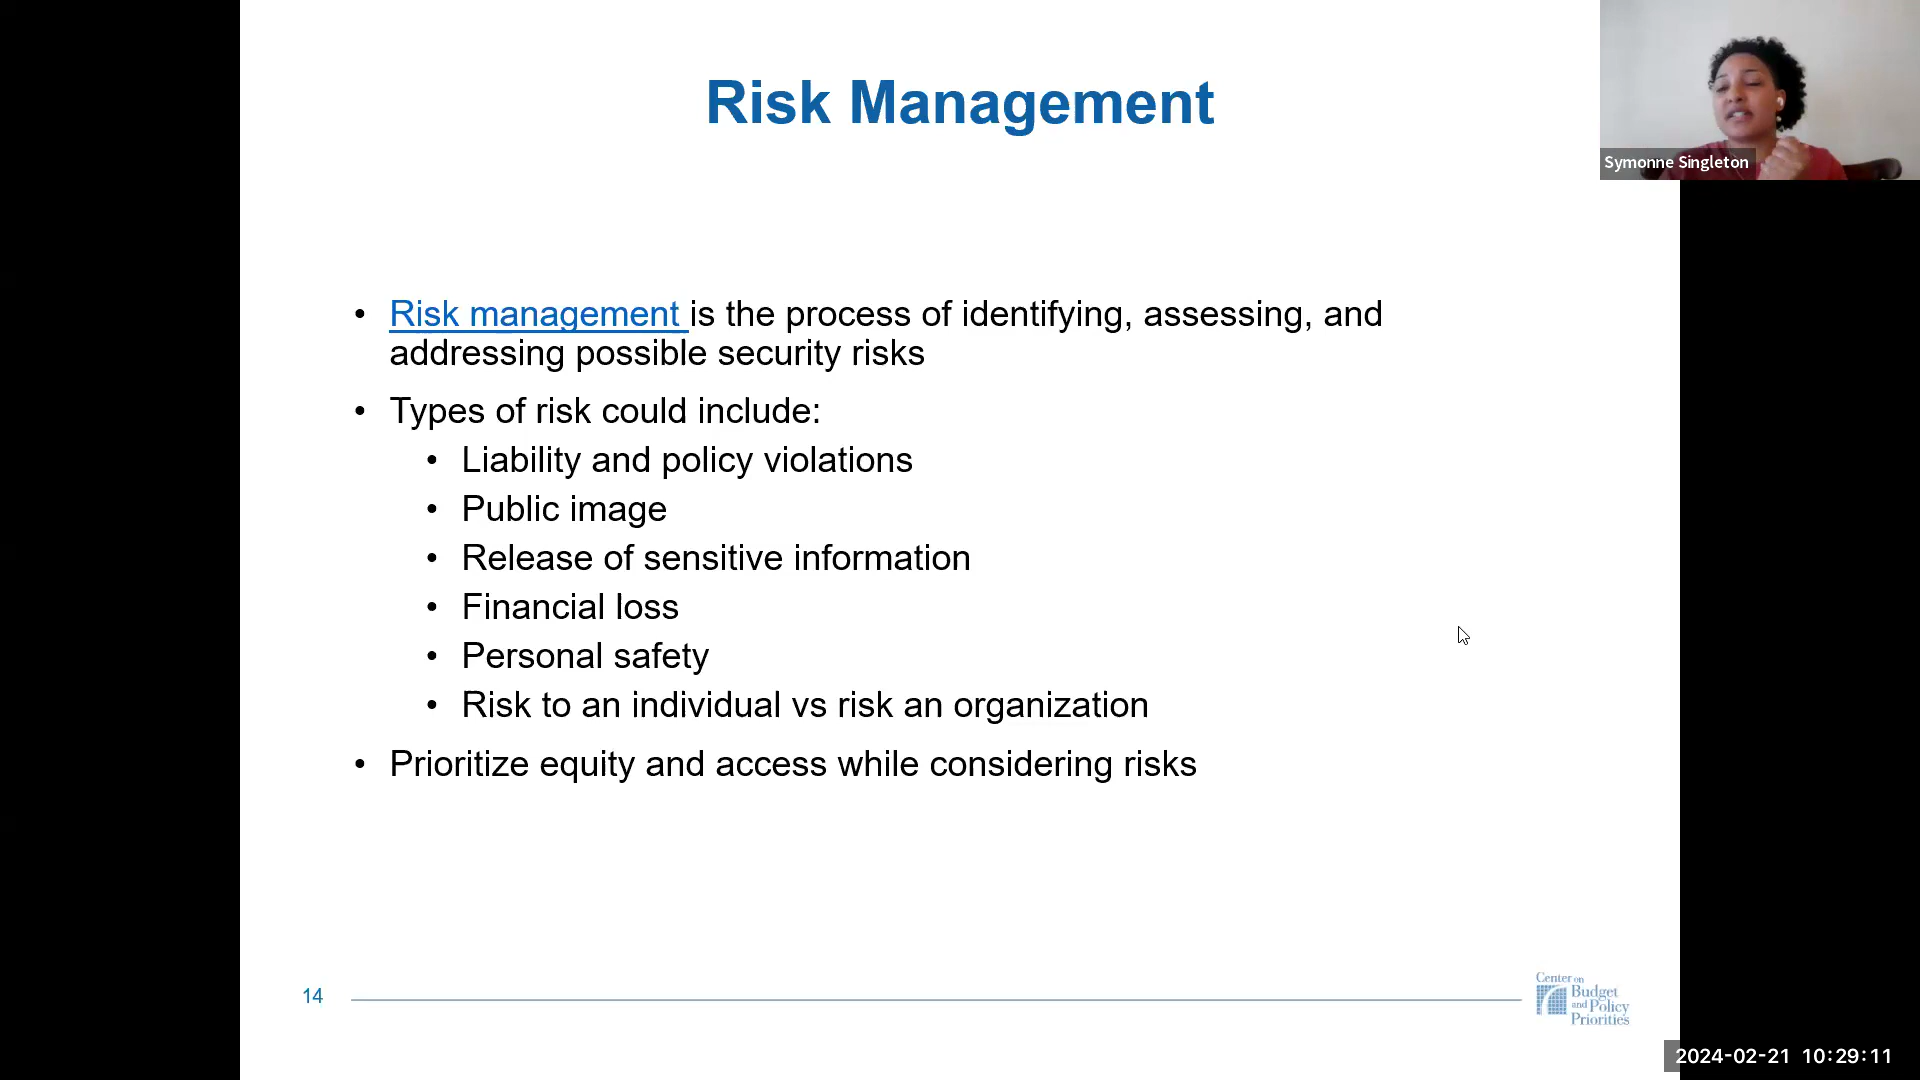 Risk Management
Symonne Singleton
• Risk management is the process of identifying, assessing, and
addressing possible security risks
• Types of risk could include:
• Liability and policy violations
• Public image
• Release of sensitive information
• Financial loss
• Personal safety
• Risk to an individual vs risk an organization
• Prioritize equity and access while considering risks
14
Center on
Budget
and Policy
Priorities
2024-02-21 10:29:11